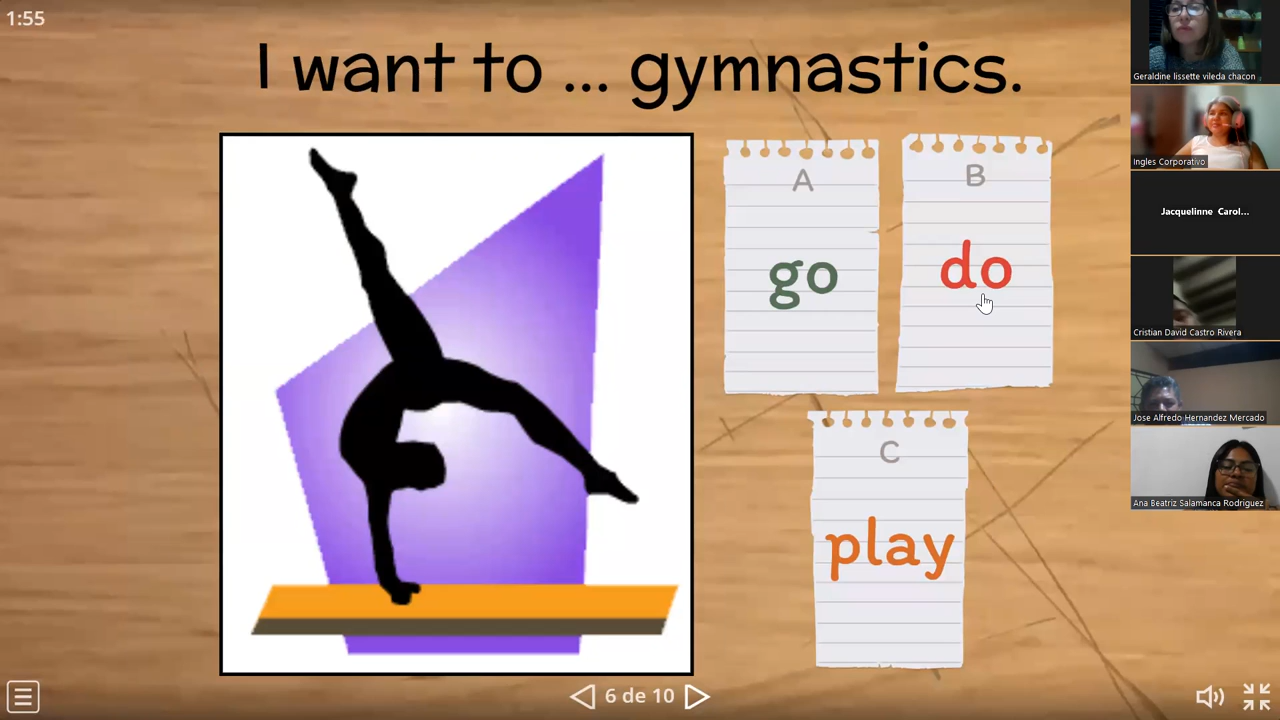 1:55
I want to ... gymnastics.
A
go
B
do
C
play
6 de 10
Geraldine lissette vileda chacon
Ingles Corporativo
Jacquelinne Carol...
Cristian David Castro Rivera
Jose Alfredo Hernandez Mercado
Ana Beatriz Salamanca Rodriguez